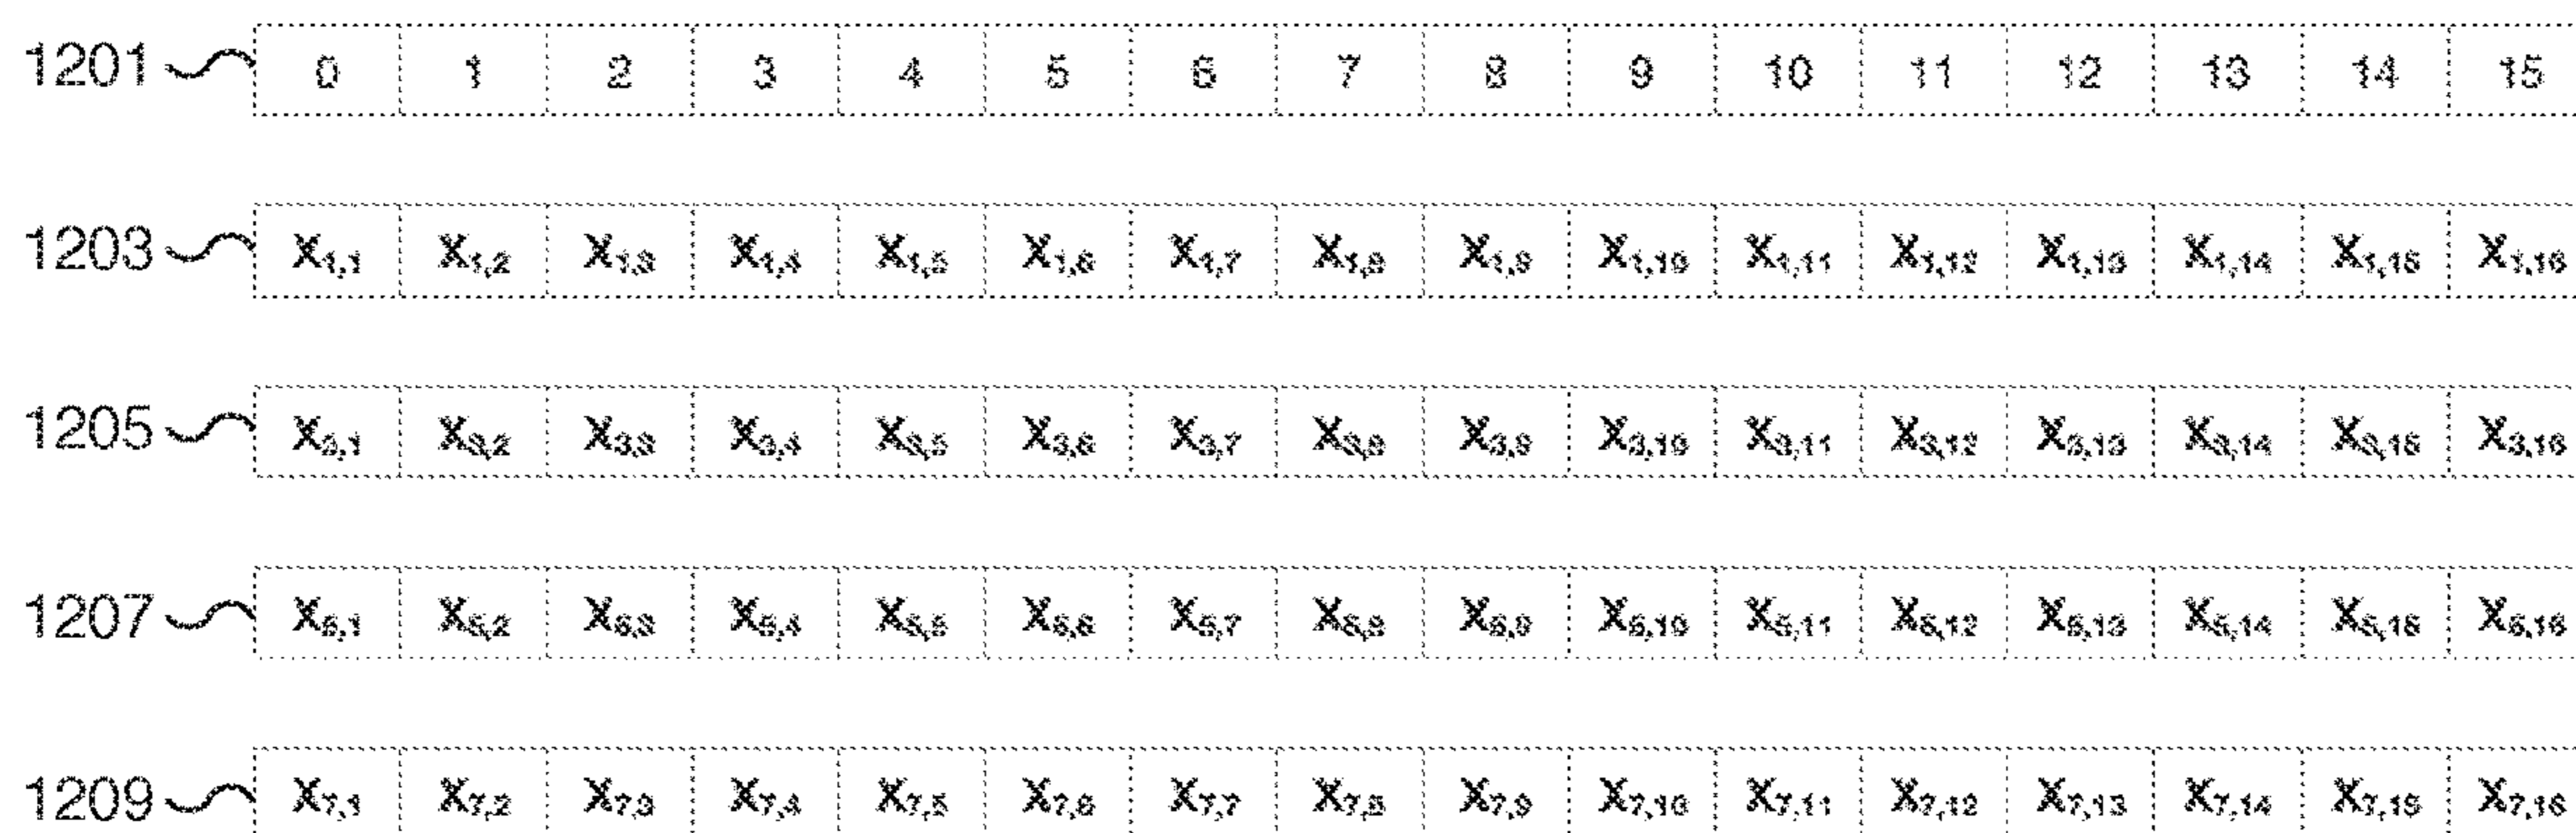 1201 0 1 2 3 4 5 6 7 8 9 10 11 12 13 14 15
1203 X1,1 X1,2 X1,3 X1,4 X1,5 X1,6 X1,7 X1,8 X1,9 X1,10 X1,11 X1,12 X1,13 X1,14 X1,15 X1,16
1205 X3,1 X3,2 X3,3 X3,4 X3,5 X3,6 X3,7 X3,8 X3,9 X3,10 X3,11 X3,12 X3,13 X3,14 X3,15 X3,16
1207 X5,1 X5,2 X5,3 X5,4 X5,5 X5,6 X5,7 X5,8 X5,9 X5,10 X5,11 X5,12 X5,13 X5,14 X5,15 X5,16
1209 X7,1 X7,2 X7,3 X7,4 X7,5 X7,6 X7,7 X7,8 X7,9 X7,10 X7,11 X7,12 X7,13 X7,14 X7,15 X7,16